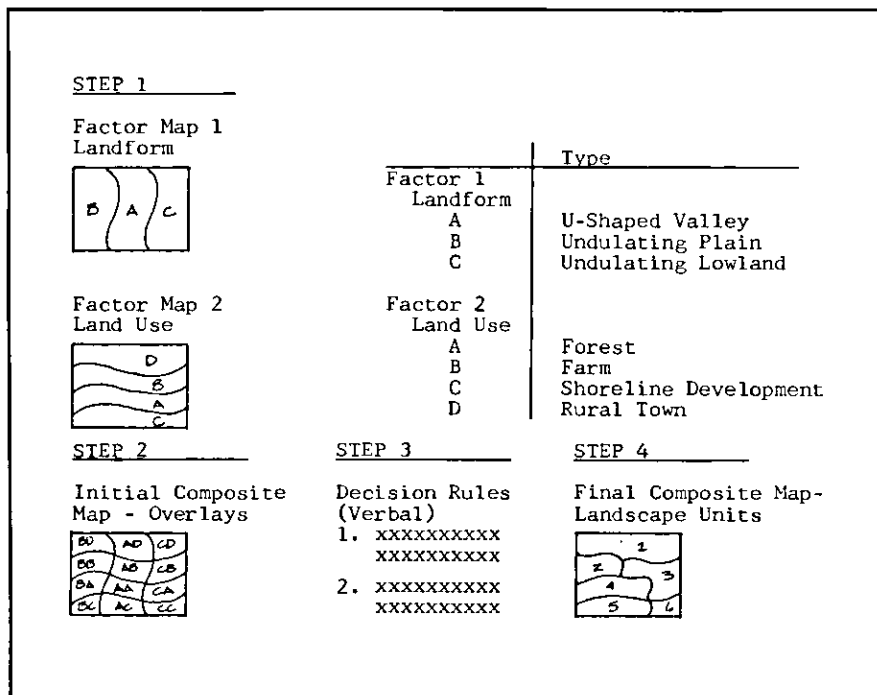 STEP 1
Factor Map 1
Landform
B A C
Factor Map 2
Land Use
D
B
A
C
Type
Factor 1
Landform
A U-Shaped Valley
B Undulating Plain
C Undulating Lowland
Factor 2
Land Use
A Forest
B Farm
C Shoreline Development
D Rural Town
STEP 2
Initial Composite
Map - Overlays
BD AD CD
BB AB CB
BA AA CA
BC AC CC
STEP 3
Decision Rules
(Verbal)
1. xxxxxxxxxx
xxxxxxxxxx
2. xxxxxxxxxx
xxxxxxxxxx
STEP 4
Final Composite Map-
Landscape Units
1
2 3
4
5 6